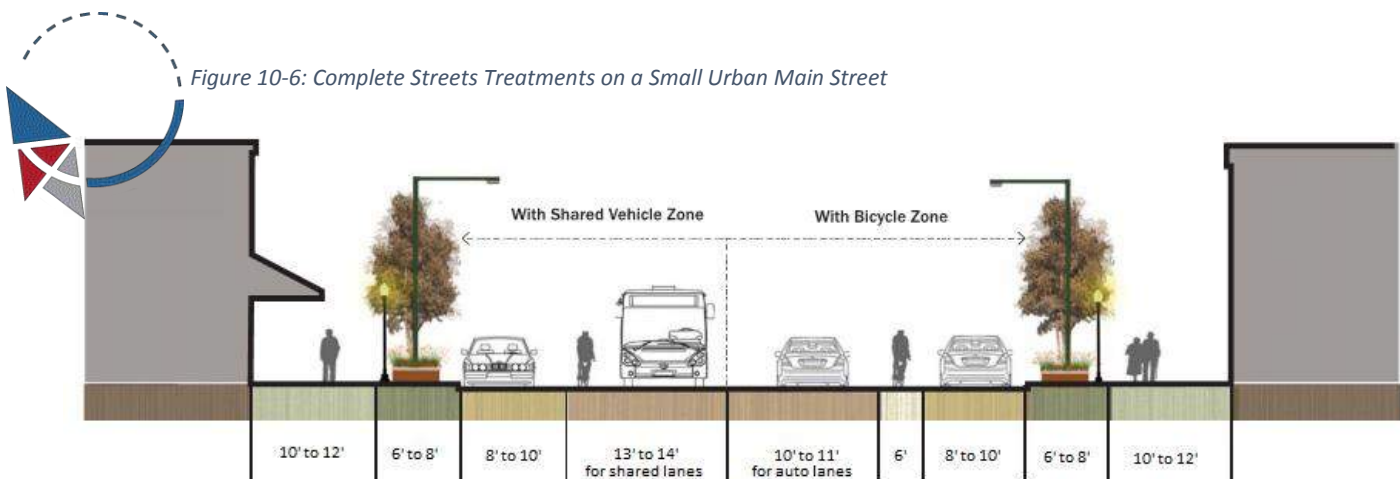 Figure 10-6: Complete Streets Treatments on a Small Urban Main Street
With Shared Vehicle Zone
With Bicycle Zone
10' to 12'
6' to 8'
8' to 10'
13' to 14'
for shared lanes
10' to 11'
for auto lanes
6'
8' to 10'
6' to 8'
10' to 12'